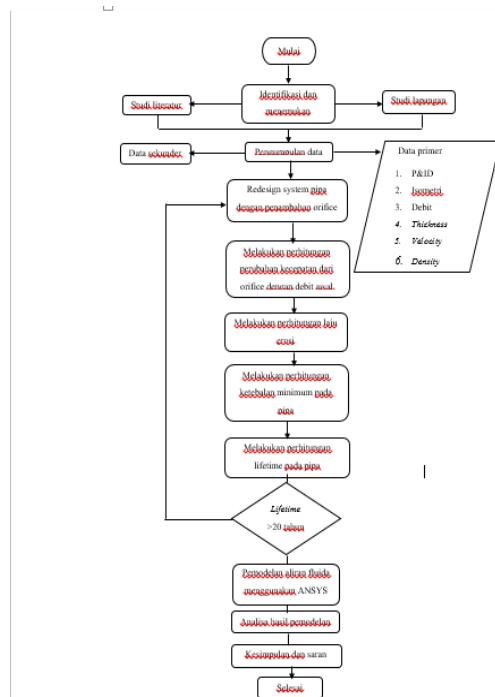 Mulai
Identifikasi dan
menemukan
Studi literatur
Studi lapangan
Data sekunder
Pengumpulan data
Data primer
1. P&ID
2. Isometri
3. Debit
4. Thickness
5. Velocity
6. Density
Redesign system pipa
dengan penambahan orifice
Melakukan perhitungan
perubahan kecepatan dari
orifice dengan debit awal.
Melakukan perhitungan laju
erosi
Melakukan perhitungan
ketebalan minimum pada
pipa
Melakukan perhitungan
lifetime pada pipa
Lifetime
>20 tahun
Pemodelan aliran fluida
menggunakan ANSYS
Analisa hasil pemodelan
Kesimpulan dan saran
Selesai